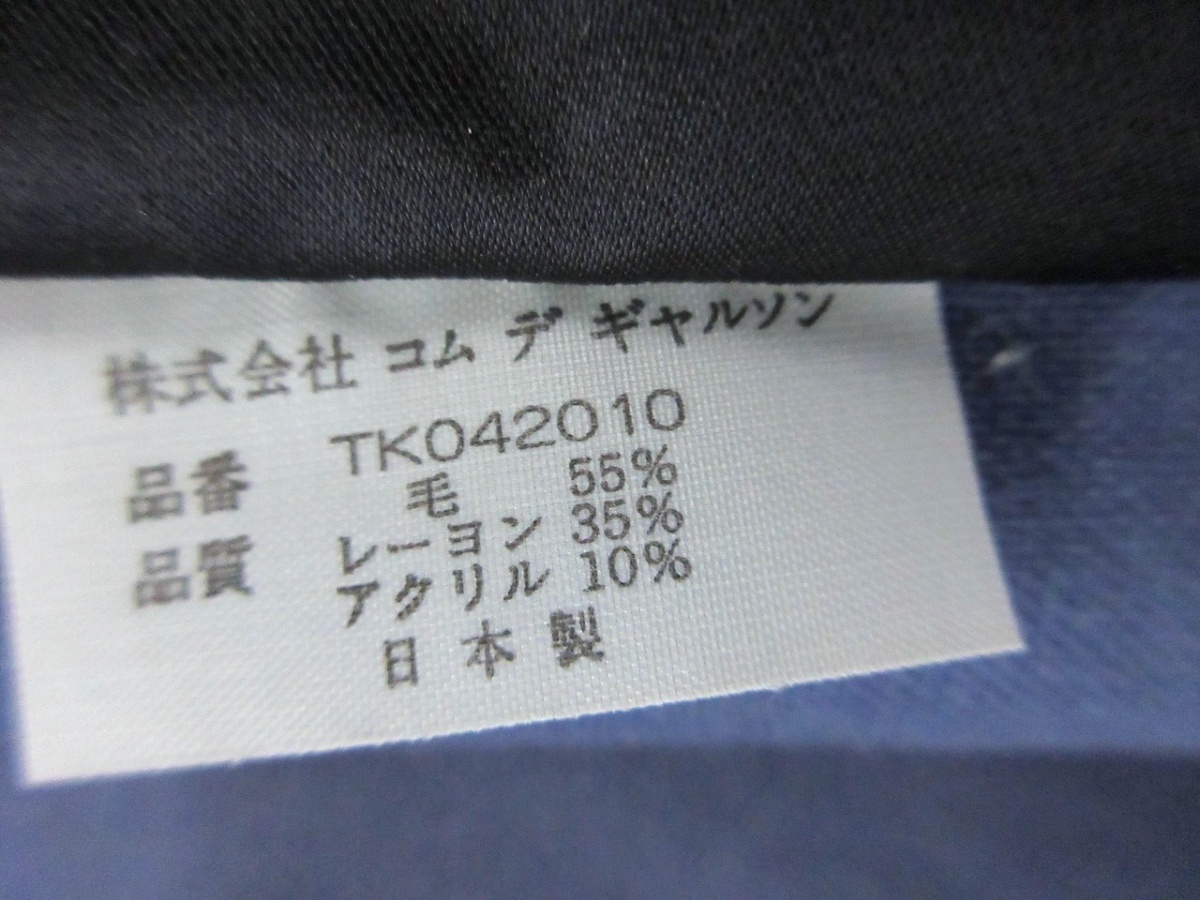 株式会社 コム デ ギャルソン
品番 TK042010
毛 55%
品質 レーヨン 35%
アクリル 10%
日本製